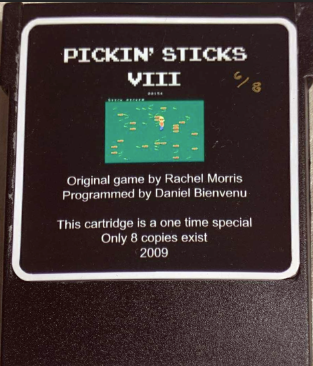 PICKIN' STICKS
VIII
6/8
Original game by Rachel Morris
Programmed by Daniel Bienvenu
This cartridge is a one time special
Only 8 copies exist
2009